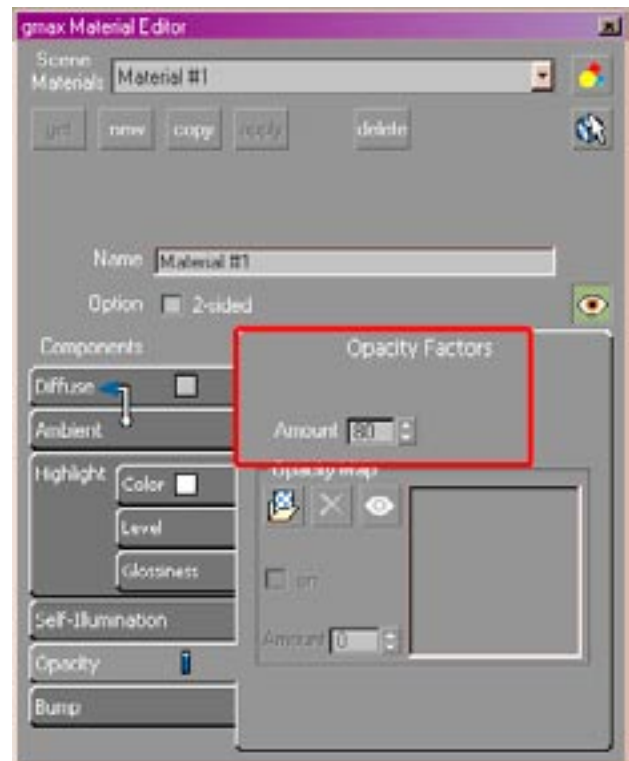 gmax Material Editor
Scene
Materials Material #1
get new copy apply delete
Name Material #1
Option 2-sided
Components
Opacity Factors
Diffuse
Ambient
Amount 80
Highlight
Color
Opacity Map
Level
Glossiness
on
Self-Illumination
Amount 0
Opacity
Bump